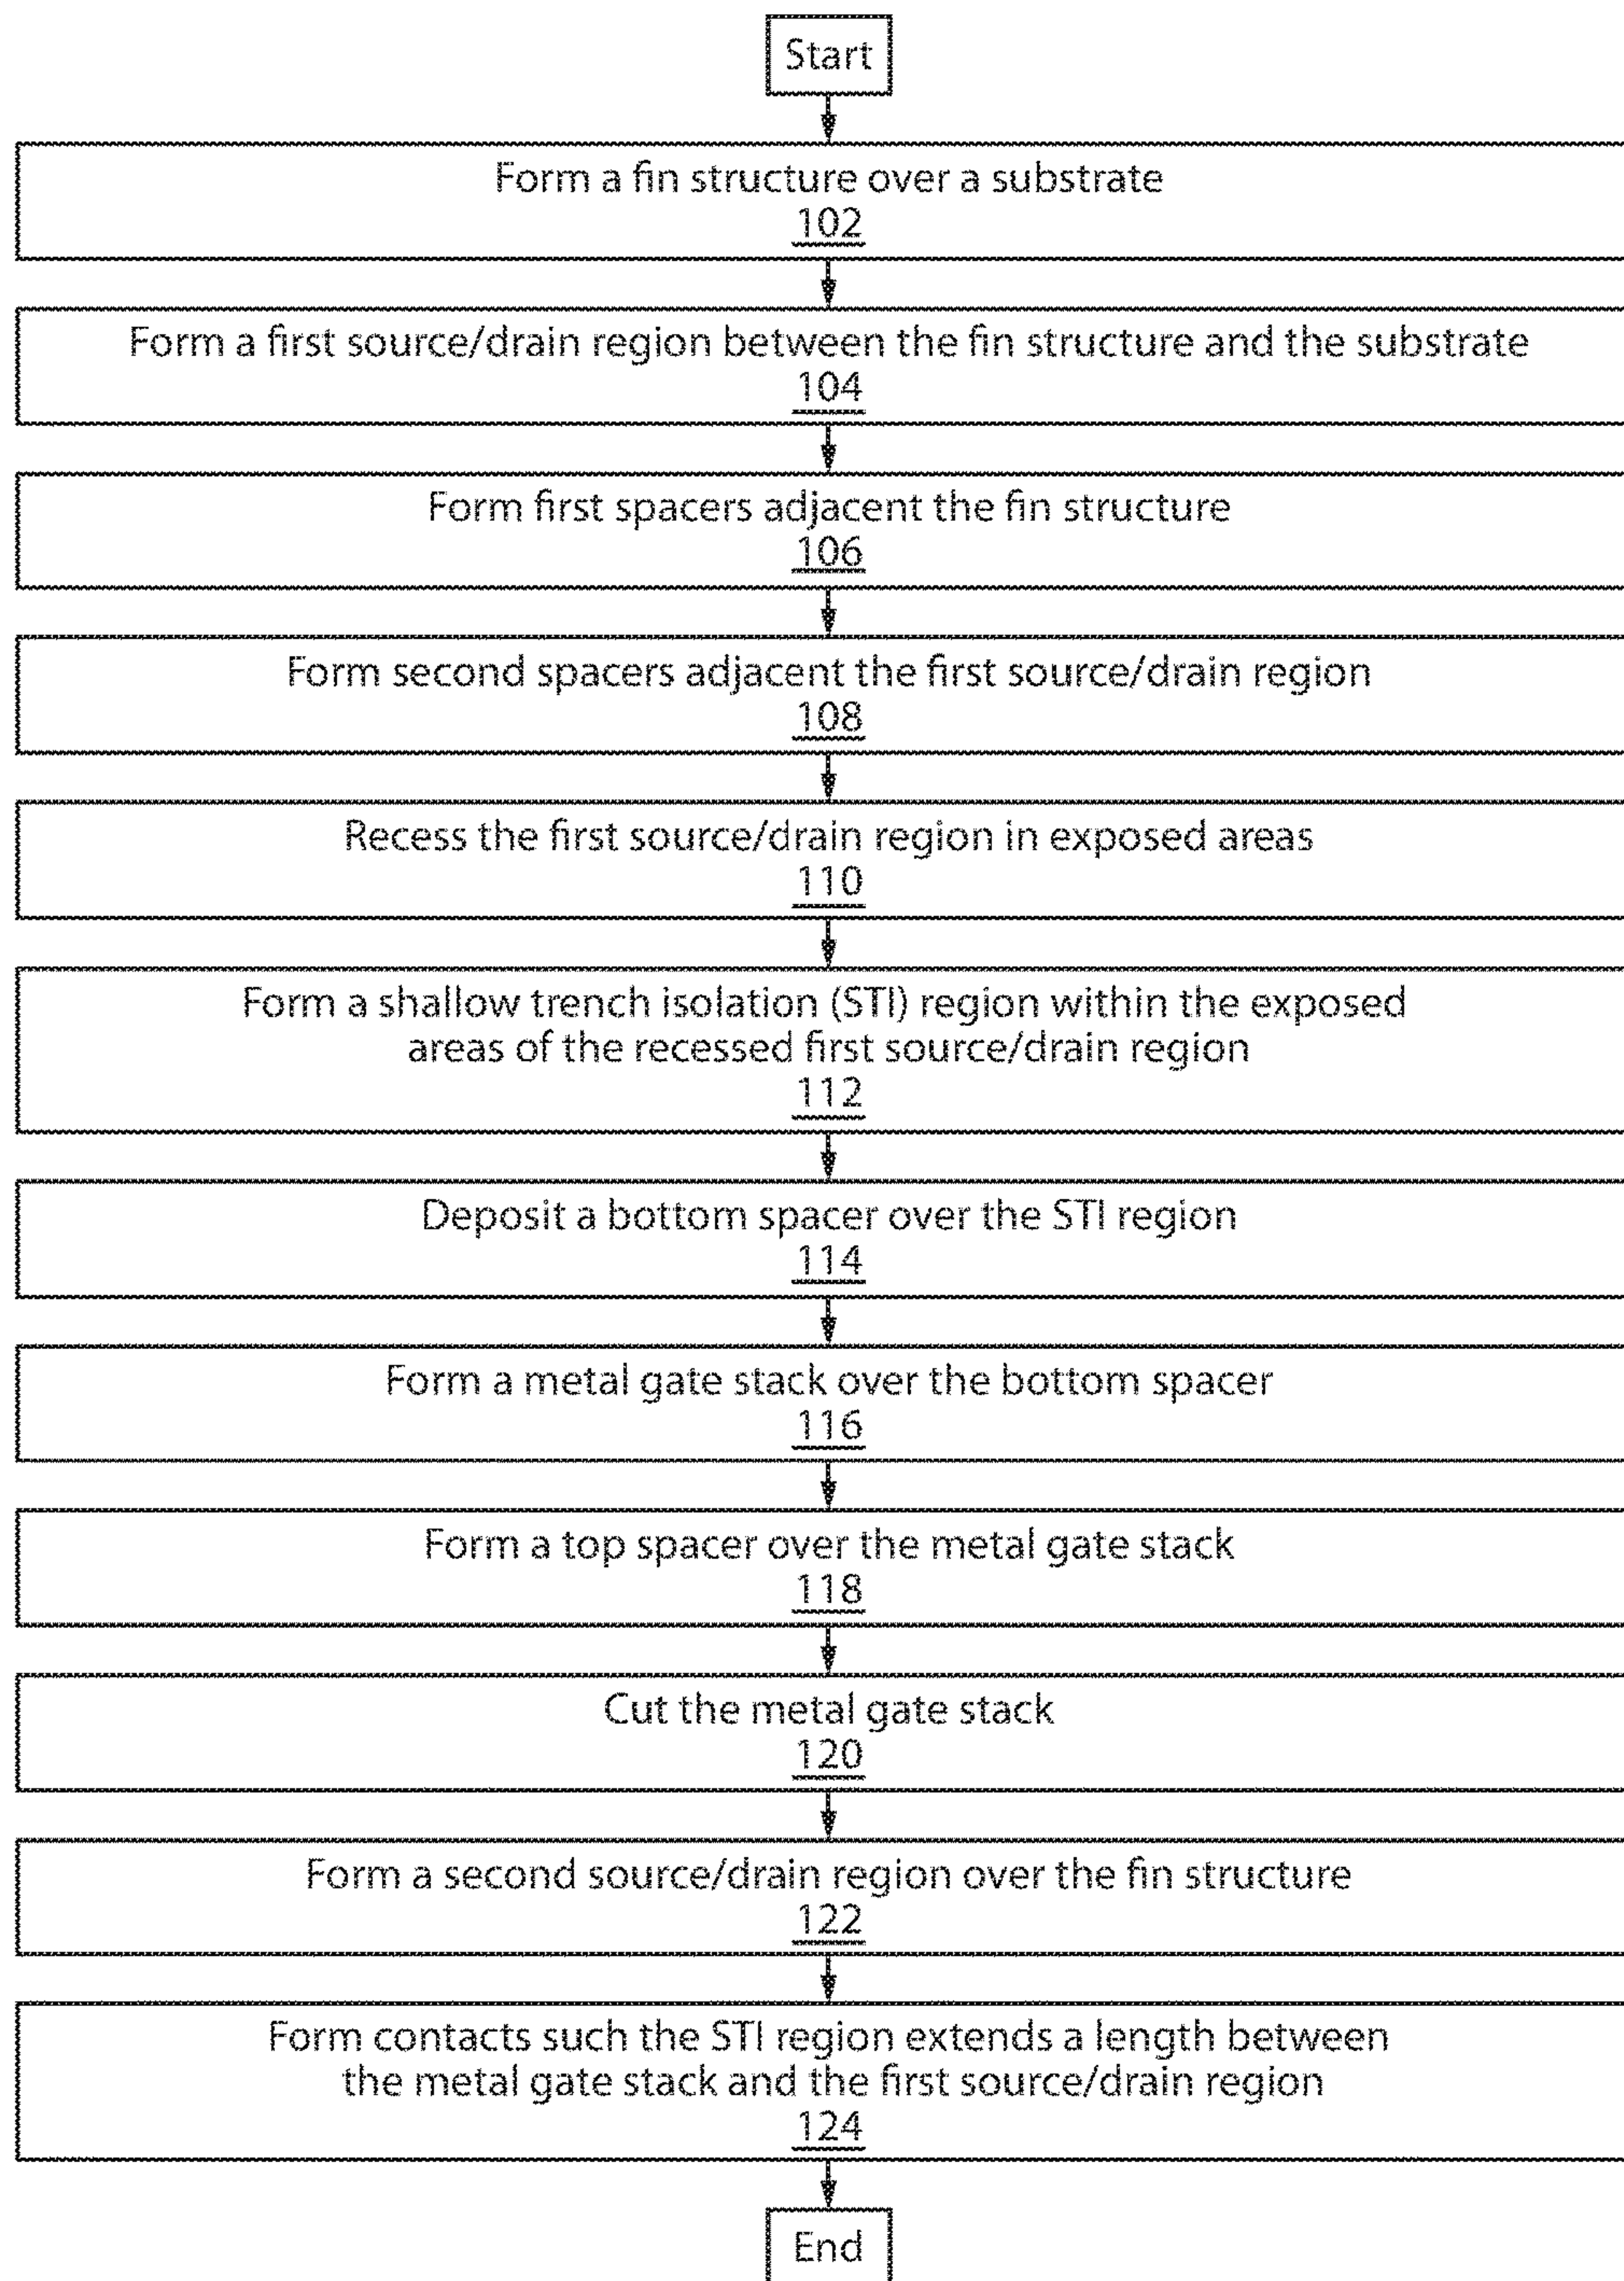 Start
Form a fin structure over a substrate
102
Form a first source/drain region between the fin structure and the substrate
104
Form first spacers adjacent the fin structure
106
Form second spacers adjacent the first source/drain region
108
Recess the first source/drain region in exposed areas
110
Form a shallow trench isolation (STI) region within the exposed
areas of the recessed first source/drain region
112
Deposit a bottom spacer over the STI region
114
Form a metal gate stack over the bottom spacer
116
Form a top spacer over the metal gate stack
118
Cut the metal gate stack
120
Form a second source/drain region over the fin structure
122
Form contacts such the STI region extends a length between
the metal gate stack and the first source/drain region
124
End